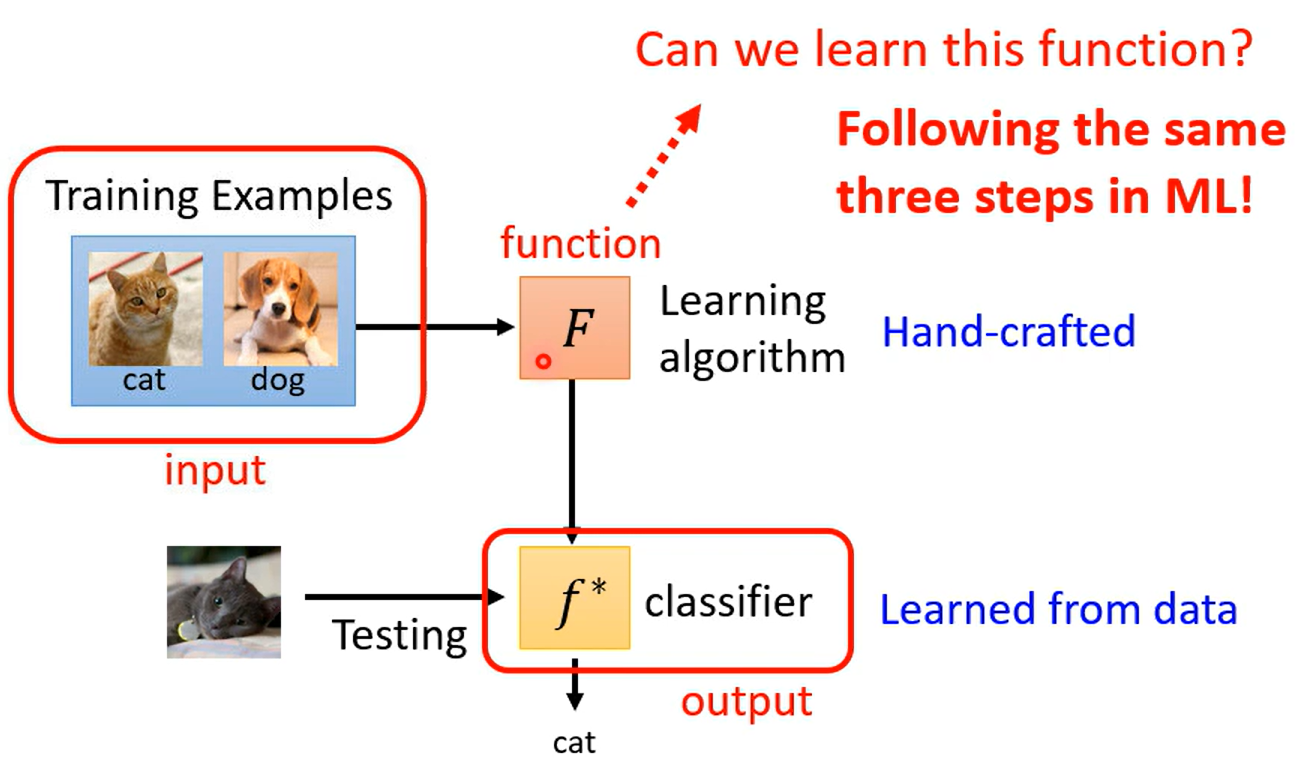 Can we learn this function?
Following the same
three steps in ML!
Training Examples
cat
dog
input
function
F
Learning
algorithm
Hand-crafted
Testing
f*
classifier
Learned from data
output
cat